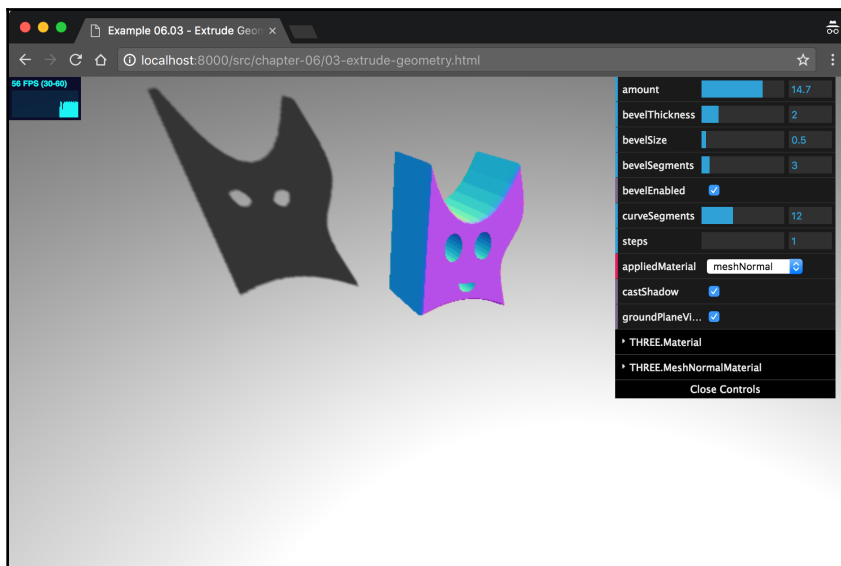 Example 06.03 - Extrude Geom
localhost:8000/src/chapter-06/03-extrude-geometry.html
56 FPS (30-60)
amount 14.7
bevelThickness 2
bevelSize 0.5
bevelSegments 3
bevelEnabled
curveSegments 12
steps 1
appliedMaterial meshNormal
castShadow
groundPlaneVi...
THREE.Material
THREE.MeshNormalMaterial
Close Controls